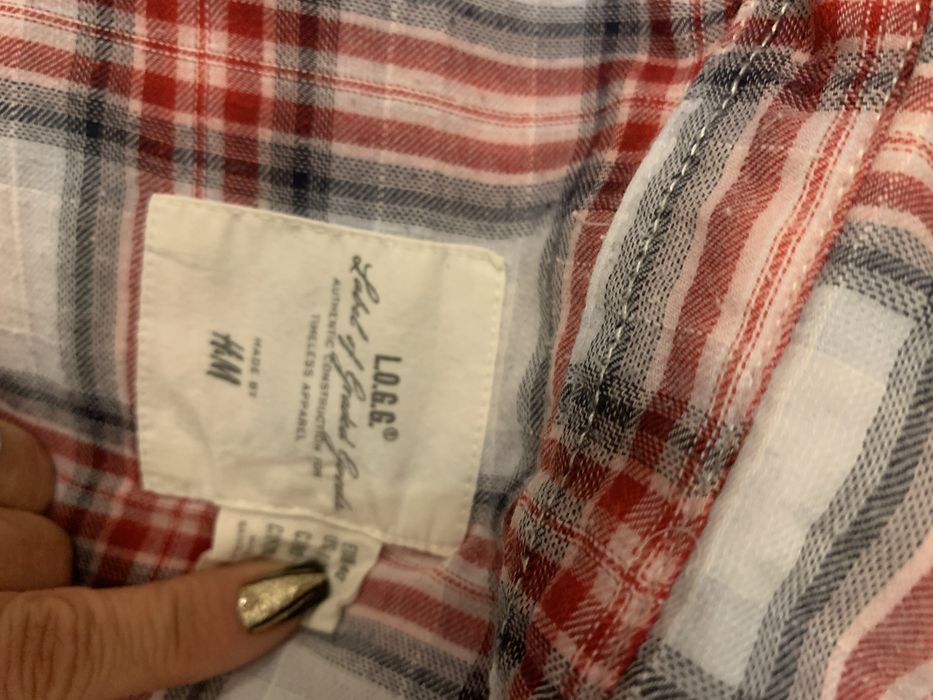 L.O.G.G.®
Label of Graded Goods
AUTHENTIC CONSTRUCTION OF
TIMELESS APPAREL
MADE BY
H&M